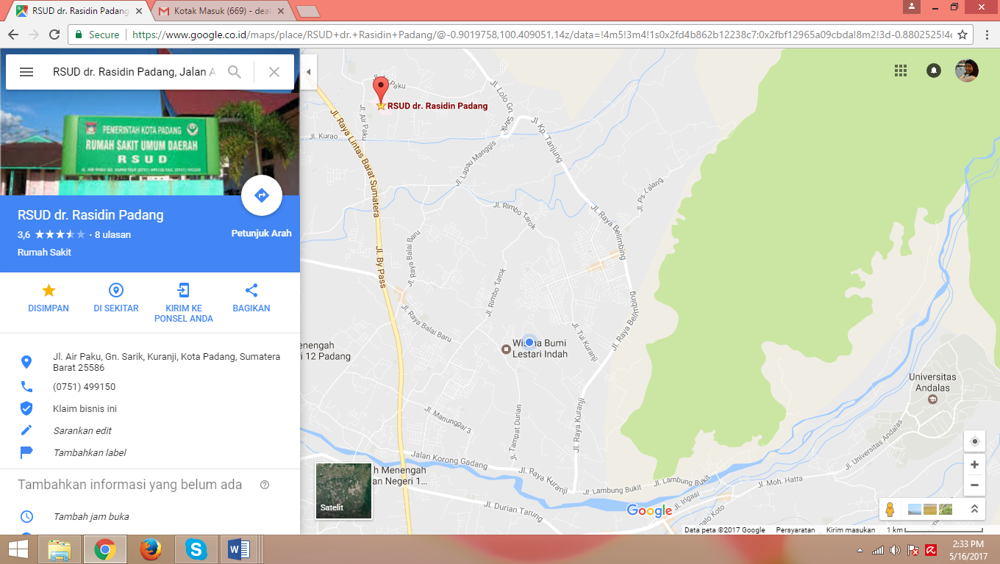 RSUD dr. Rasidin Padang
Kotak Masuk (669) - dea
Secure
https://www.google.co.id/maps/place/RSUD+dr.+Rasidin+Padang/@-0.9019758,100.409051,14z/data=!4m5!3m4!1s0x2fd4b862b12238c7:0x2fbf12965a09cbda!8m2!3d-0.8802525!4
RSUD dr. Rasidin Padang, Jalan A
PEMERINTAH KOTA PADANG
RUMAH SAKIT UMUM DAERAH
R S U D
RSUD dr. Rasidin Padang
3,6
· 8 ulasan
Rumah Sakit
Petunjuk Arah
DISIMPAN
DI SEKITAR
KIRIM KE
PONSEL ANDA
BAGIKAN
Jl. Air Paku, Gn. Sarik, Kuranji, Kota Padang, Sumatera
Barat 25586
(0751) 499150
Klaim bisnis ini
Sarankan edit
Tambahkan label
Tambahkan informasi yang belum ada
Tambah jam buka
Paku
RSUD dr. Rasidin Padang
Jl. Air Paku
Jl. Kurao
Jl. Raya Lintas Barat Sumatera
Jl. Lolo Gn. Sarik
Jl. Kp. Tanjung
Jl. Lapau Manggis
Jl. Ps-Lalang
Jl. Rimbo Tarok
Jl. Raya Belimbing
Jl. Raya Balai Baru
Jl. By Pass
Jl. Rimbo Tarok
Jl. Raya Balai Baru
Jl. Tui Kuranji
Jl. Raya Belimbing
enengah
ri 12 Padang
Bumi
Lestari Indah
Universitas
Andalas
Jl. Manunggal 3
Jl. Tampat Durian
Jl. Raya Kuranji
Jl. Universitas Andalas
Jalan Korong Gadang
h Menengah
an Negeri 1...
Jl. Raya Kuranji
Jl. Lambung Bukit
Jl. Lambung Bukit
Jl. Moh. Hatta
Jl. Irigasi
Jl. Durian Tarung
Koto
Satelit
Google
Data peta ©2017 Google
Persyaratan
Kirim masukan
1 km
2:33 PM
5/16/2017